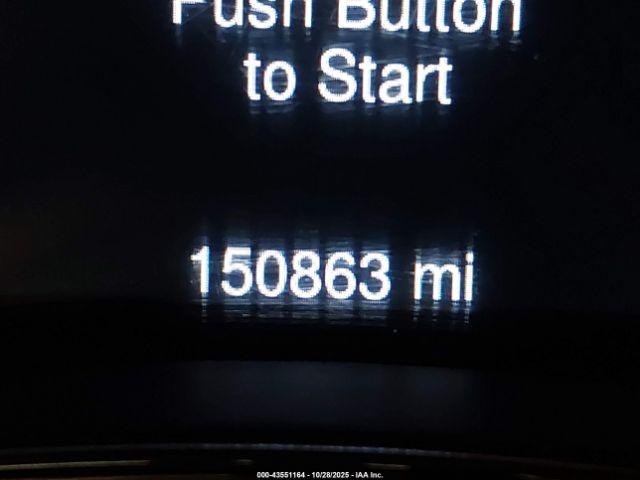 Push Button
to Start
150863 mi
000-43551164 - 10/28/2025 - IAA Inc.